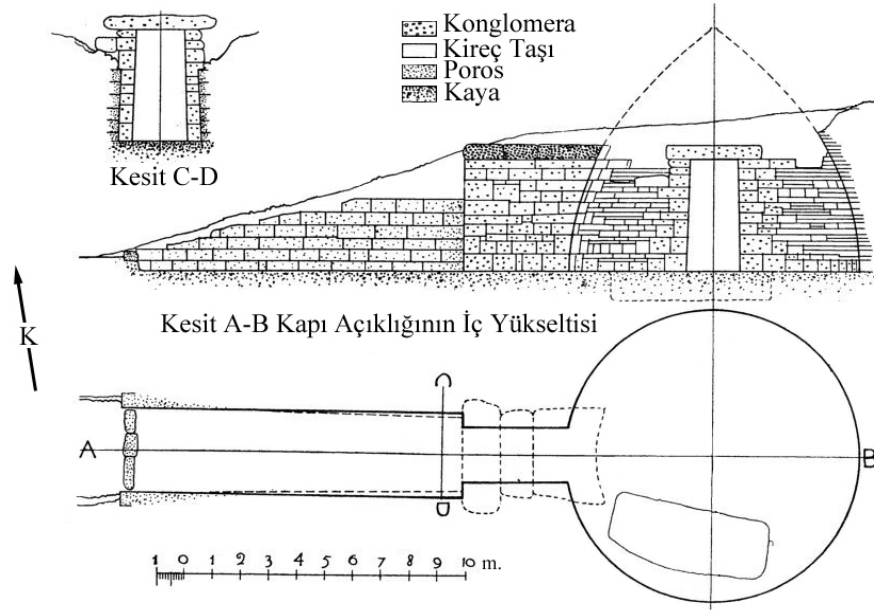 Konglomera
Kireç Taşı
Poros
Kaya
Kesit C-D
K
Kesit A-B Kapı Açıklığının İç Yükseltisi
C
A
B
D
1 0 1 2 3 4 5 6 7 8 9 10 m.